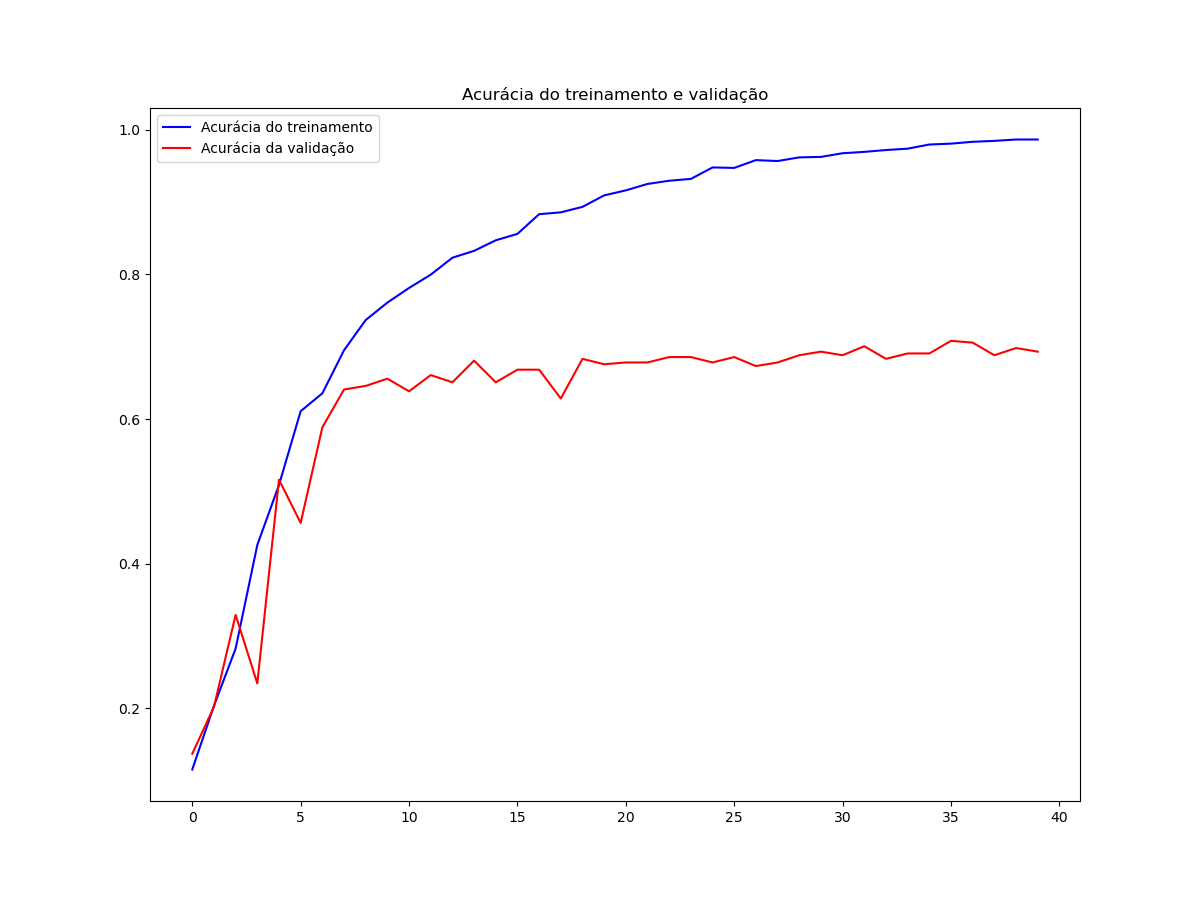 Acurácia do treinamento e validação
Acurácia do treinamento
Acurácia da validação
1.0
0.8
0.6
0.4
0.2
0 5 10 15 20 25 30 35 40